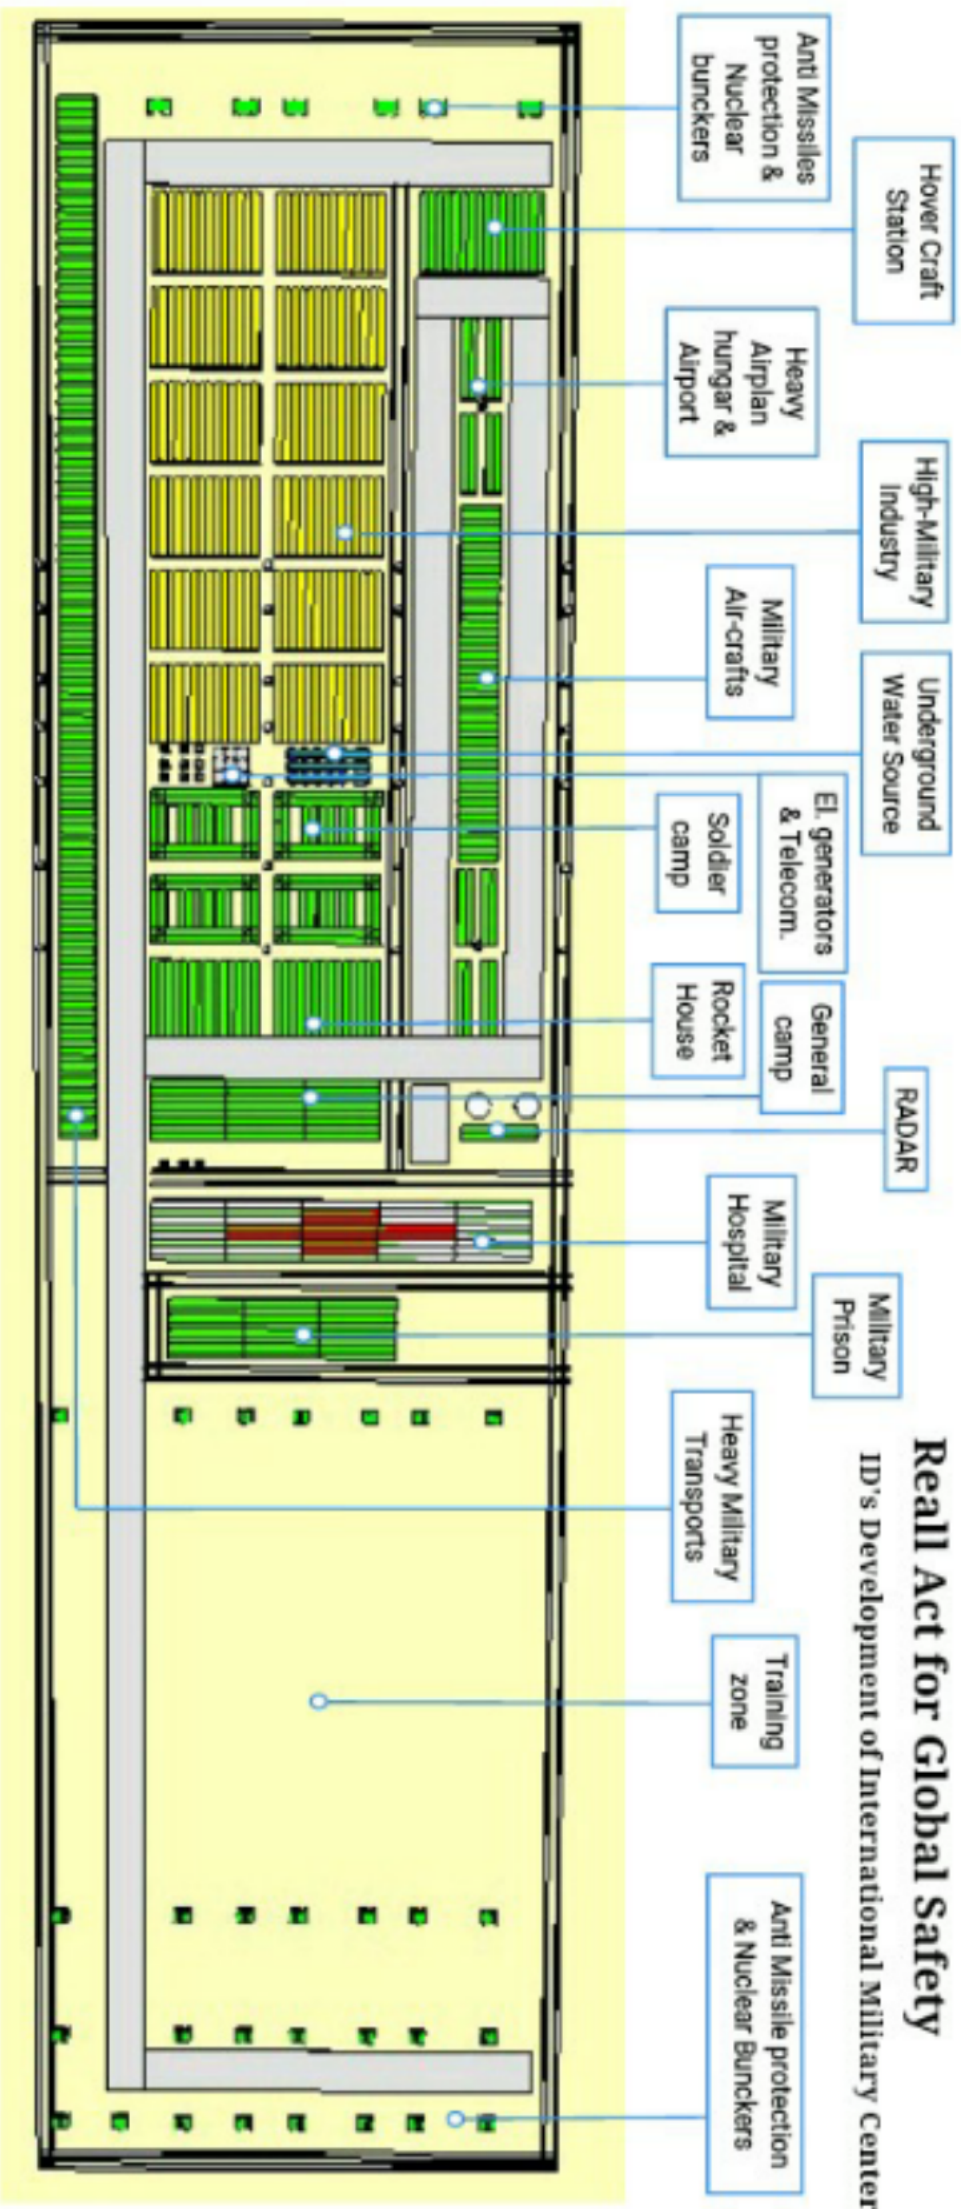 Reall Act for Global Safety
ID's Development of International Military Center
Anti Missiles
protection &
Nuclear
bunckers
Hover Craft
Station
Heavy
Airplan
hungar &
Airport
High-Military
Industry
Military
Air-crafts
Underground
Water Source
El. generators
& Telecom.
Soldier
camp
Rocket
House
General
camp
RADAR
Military
Hospital
Military
Prison
Heavy Military
Transports
Training
zone
Anti Missile protection
& Nuclear Bunckers